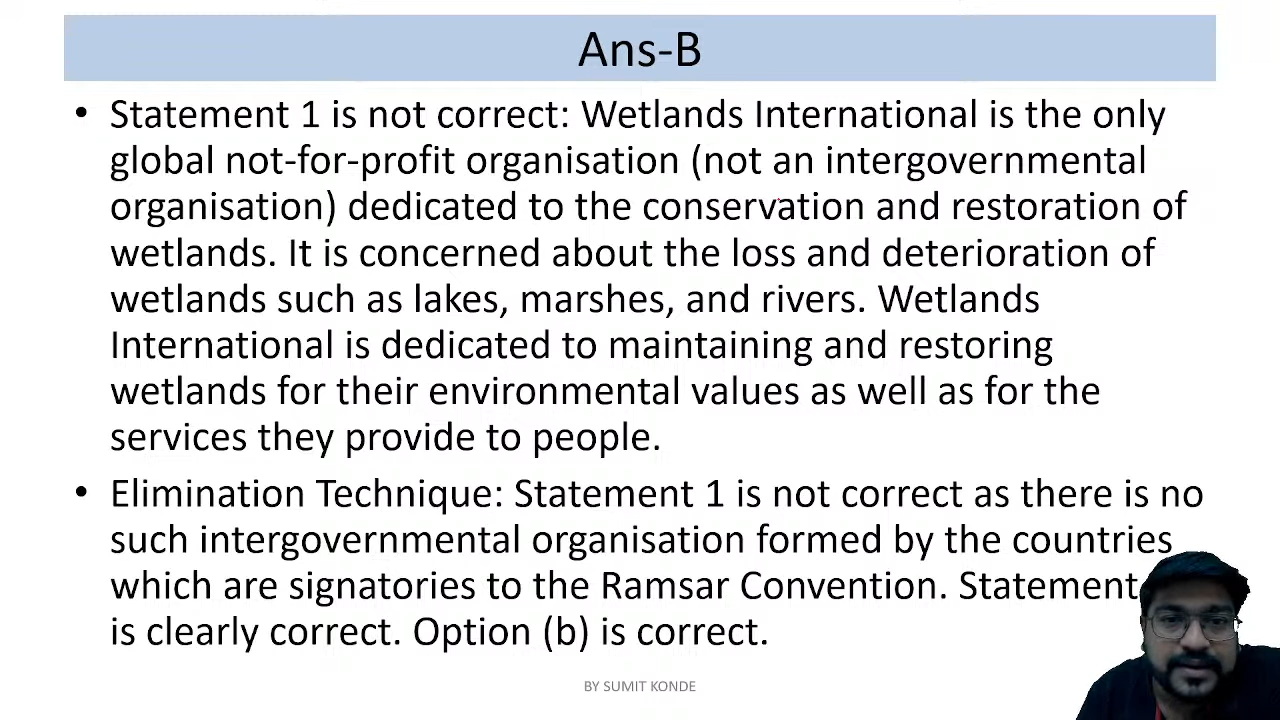 Ans-B
• Statement 1 is not correct: Wetlands International is the only
global not-for-profit organisation (not an intergovernmental
organisation) dedicated to the conservation and restoration of
wetlands. It is concerned about the loss and deterioration of
wetlands such as lakes, marshes, and rivers. Wetlands
International is dedicated to maintaining and restoring
wetlands for their environmental values as well as for the
services they provide to people.
• Elimination Technique: Statement 1 is not correct as there is no
such intergovernmental organisation formed by the countries
which are signatories to the Ramsar Convention. Statement
is clearly correct. Option (b) is correct.
BY SUMIT KONDE